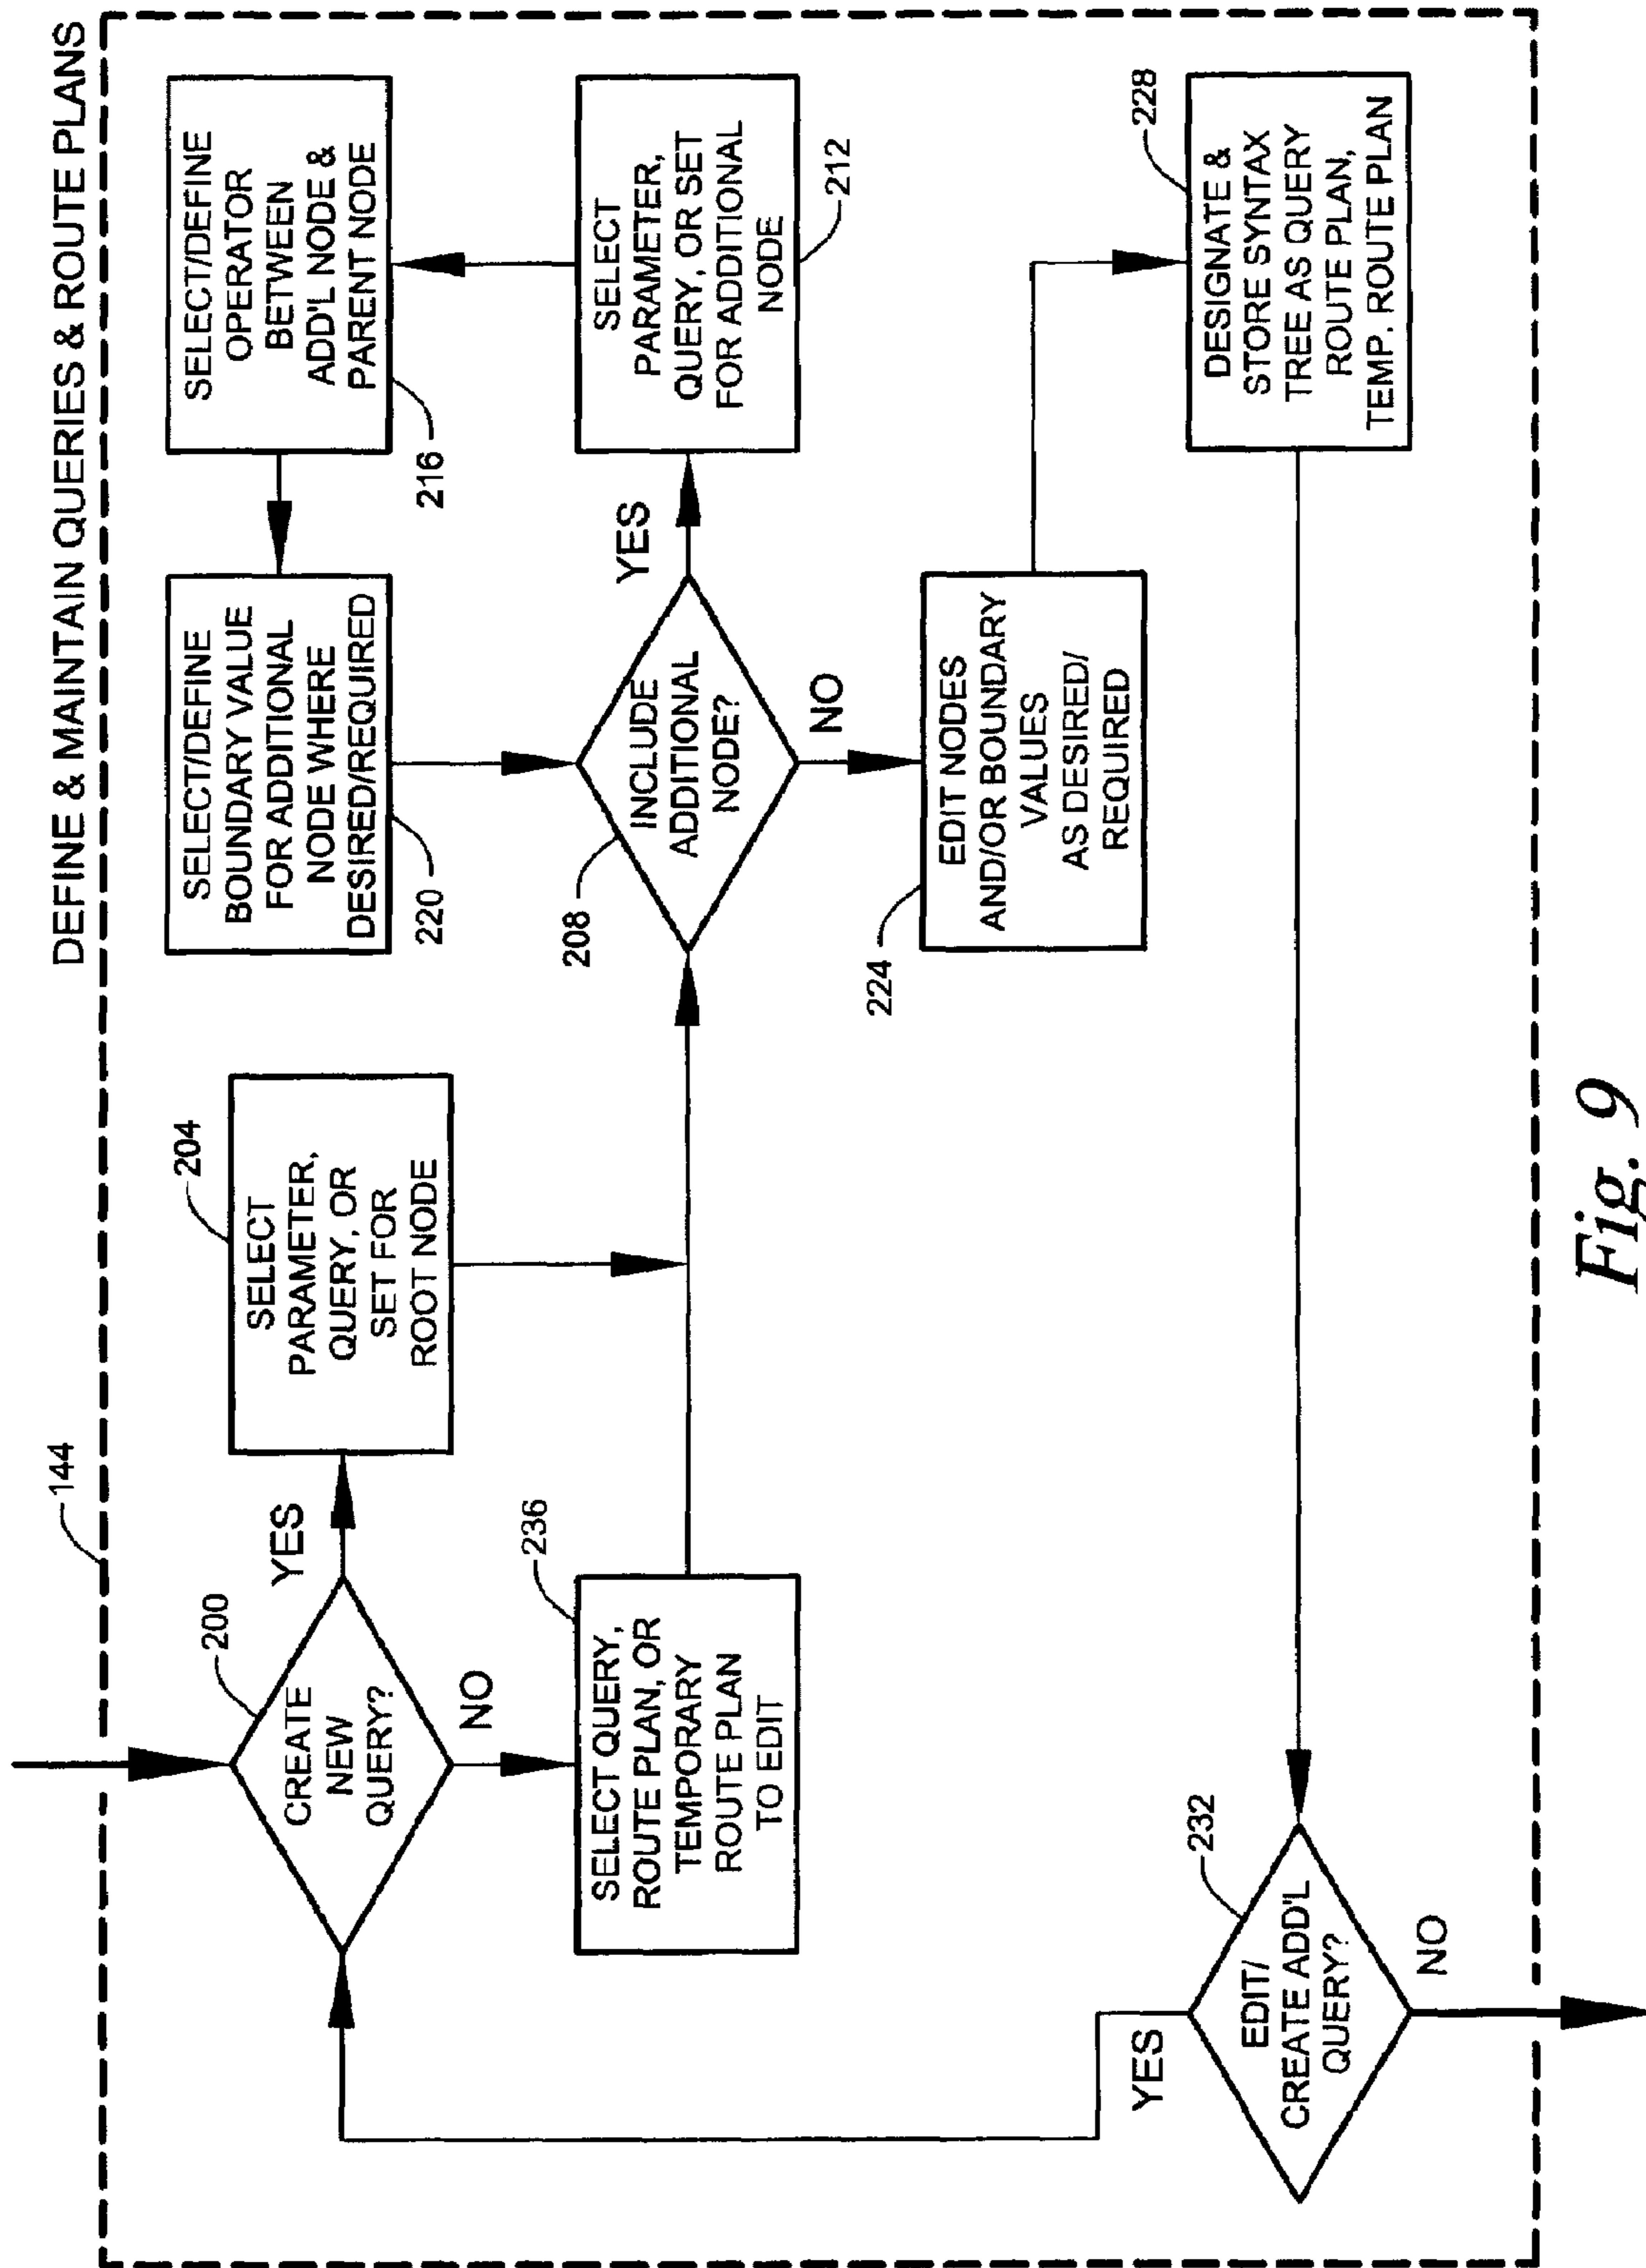 DEFINE & MAINTAIN QUERIES & ROUTE PLANS
144
200
CREATE
NEW
QUERY?
YES
NO
204
SELECT
PARAMETER,
QUERY, OR
SET FOR
ROOT NODE
236
SELECT QUERY,
ROUTE PLAN, OR
TEMPORARY
ROUTE PLAN
TO EDIT
208
INCLUDE
ADDITIONAL
NODE?
YES
NO
SELECT
PARAMETER,
QUERY, OR SET
FOR ADDITIONAL
NODE
212
SELECT/DEFINE
OPERATOR
BETWEEN
ADD'L NODE &
PARENT NODE
216
SELECT/DEFINE
BOUNDARY VALUE
FOR ADDITIONAL
NODE WHERE
DESIRED/REQUIRED
220
224
EDIT NODES
AND/OR BOUNDARY
VALUES
AS DESIRED/
REQUIRED
228
DESIGNATE &
STORE SYNTAX
TREE AS QUERY
ROUTE PLAN,
TEMP. ROUTE PLAN
232
EDIT/
CREATE ADD'L
QUERY?
YES
NO
Fig. 9